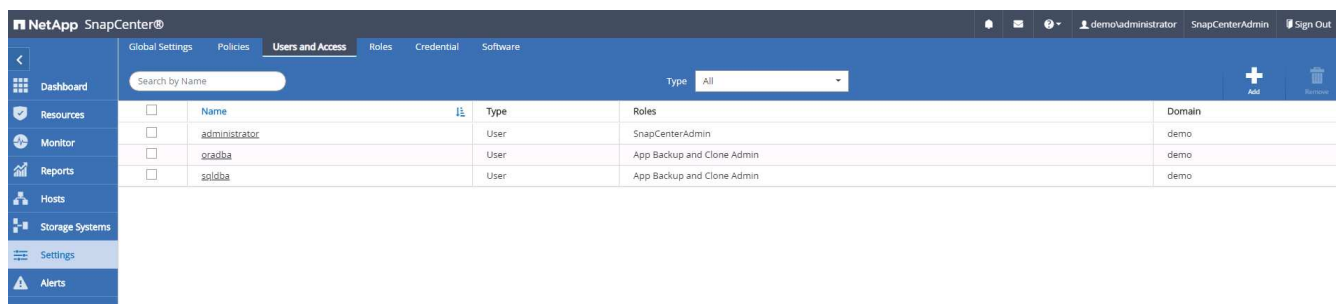 NetApp SnapCenter® demo\administrator SnapCenterAdmin Sign Out
Global Settings Policies Users and Access Roles Credential Software
Search by Name Type All Add Remove
Dashboard
Resources
Monitor
Reports
Hosts
Storage Systems
Settings
Alerts
Name Type Roles Domain
administrator User SnapCenterAdmin demo
oradba User App Backup and Clone Admin demo
sqldba User App Backup and Clone Admin demo